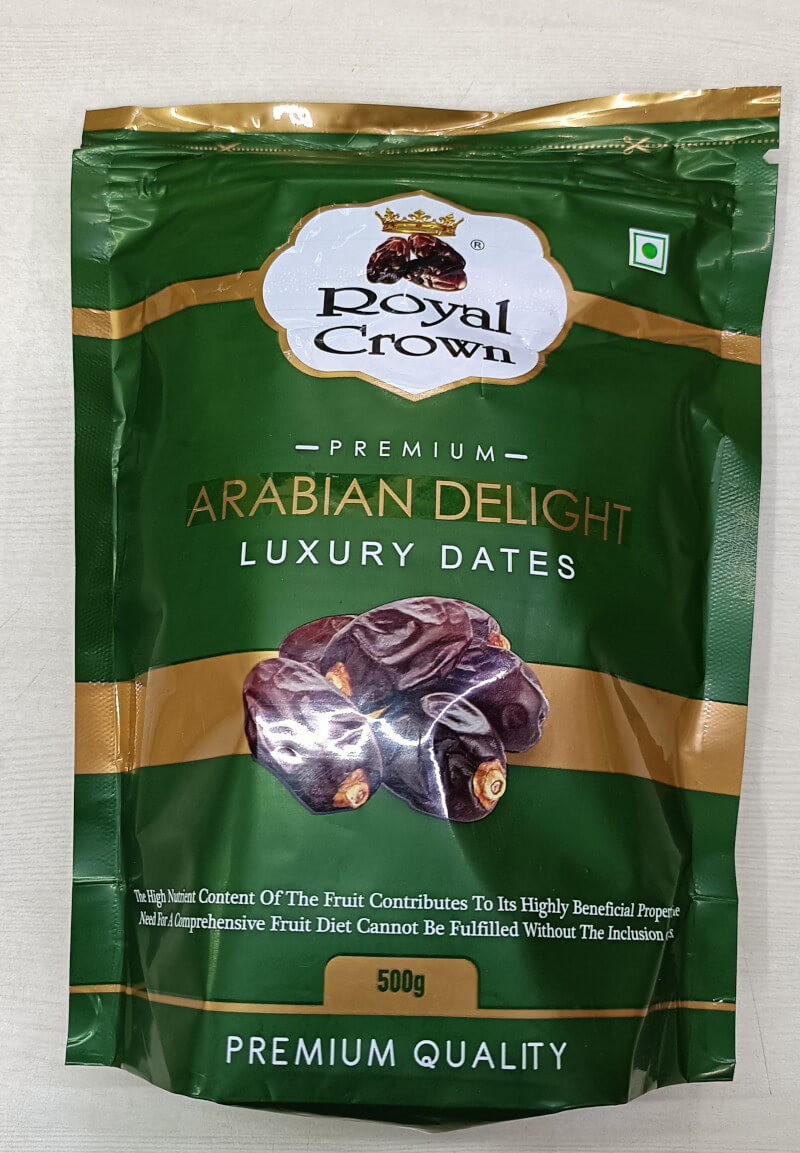 ®
Royal
Crown
PREMIUM
ARABIAN DELIGHT
LUXURY DATES
The High Nutrient Content Of The Fruit Contributes To Its Highly Beneficial
Need For A Comprehensive Fruit Diet Cannot Be Fulfilled Without The Inclusion
500g
PREMIUM QUALITY